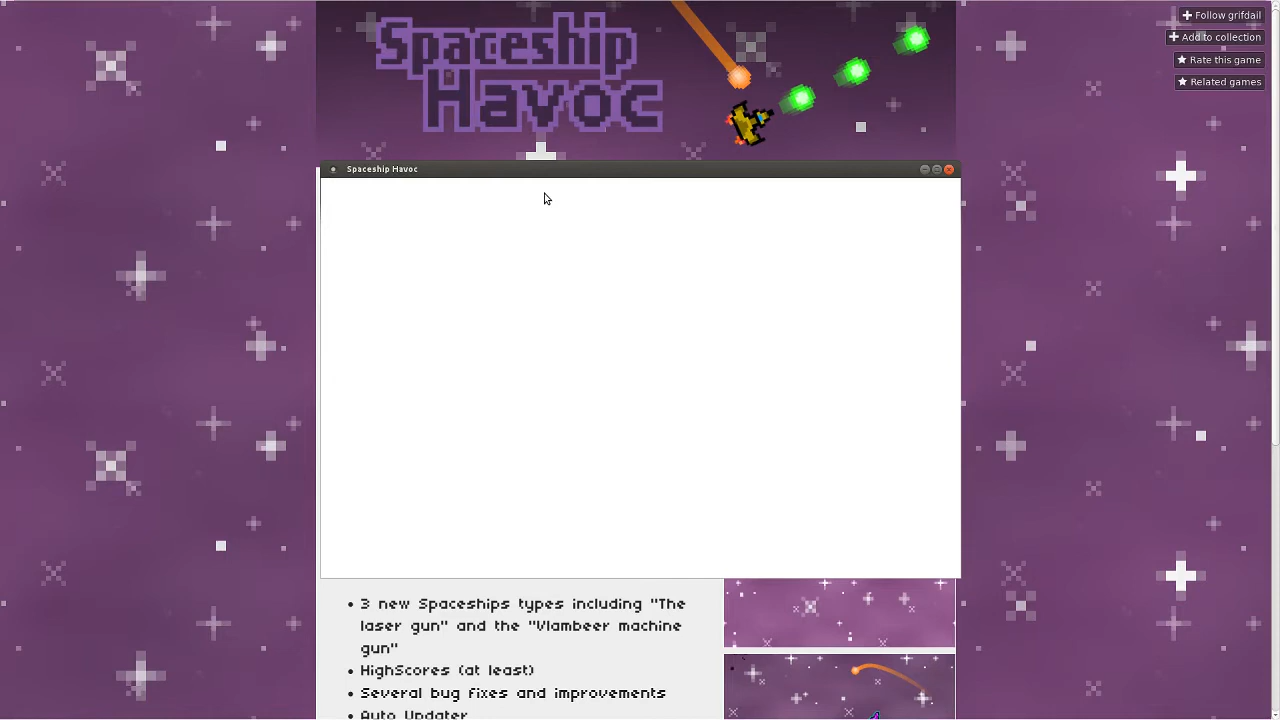 Spaceship
Havoc
Follow grifdail
Add to collection
Rate this game
Related games
Spaceship Havoc
3 new Spaceships types including "The
laser gun" and the "Vlambeer machine
gun"
HighScores (at least)
Several bug fixes and improvements
Auto Updater